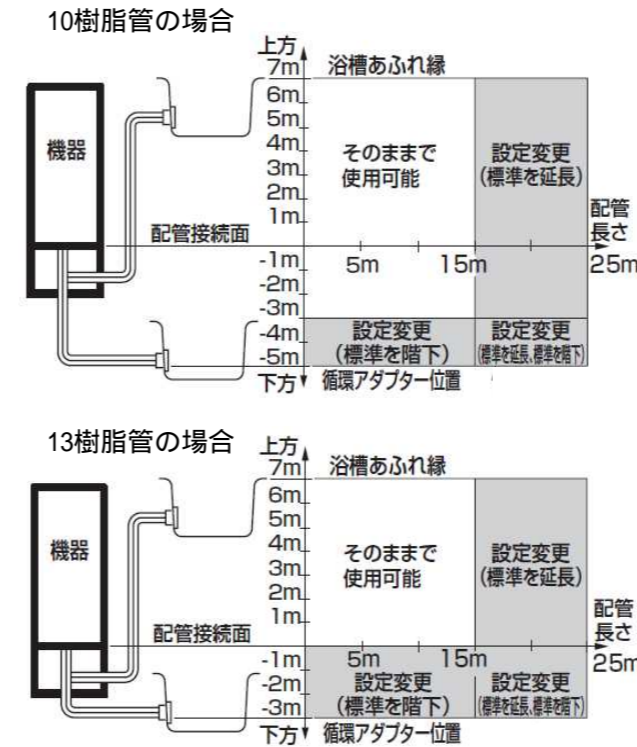 10樹脂管の場合
上方
7m
浴槽あふれ縁
6m
5m
4m
3m
2m
1m
機器
そのままで
使用可能
設定変更
(標準を延長)
配管
長さ
配管接続面
5m
15m
25m
-1m
-2m
-3m
-4m
-5m
設定変更
(標準を階下)
設定変更
(標準を延長、標準を階下)
下方
循環アダプター位置
13樹脂管の場合
上方
7m
浴槽あふれ縁
6m
5m
4m
3m
2m
1m
機器
そのままで
使用可能
設定変更
(標準を延長)
配管
長さ
配管接続面
5m
15m
25m
-1m
-2m
-3m
設定変更
(標準を階下)
設定変更
(標準を延長、標準を階下)
下方
循環アダプター位置